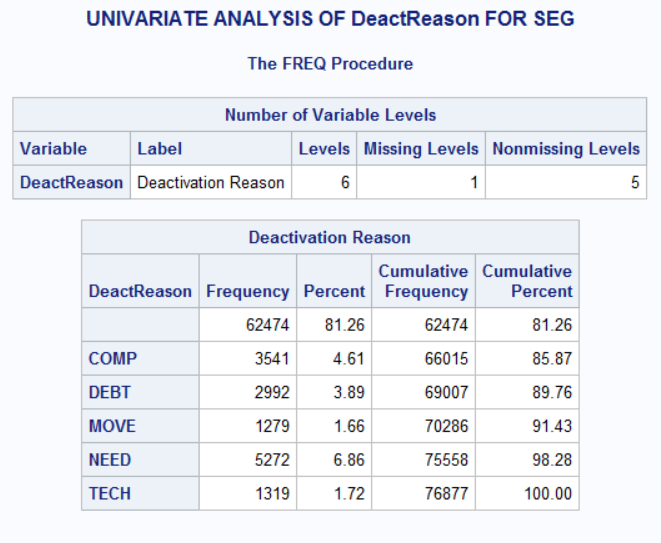 UNIVARIATE ANALYSIS OF DeactReason FOR SEG
The FREQ Procedure
Number of Variable Levels
Variable Label Levels Missing Levels Nonmissing Levels
DeactReason Deactivation Reason 6 1 5
Deactivation Reason
DeactReason Frequency Percent Cumulative Frequency Cumulative Percent
62474 81.26 62474 81.26
COMP 3541 4.61 66015 85.87
DEBT 2992 3.89 69007 89.76
MOVE 1279 1.66 70286 91.43
NEED 5272 6.86 75558 98.28
TECH 1319 1.72 76877 100.00